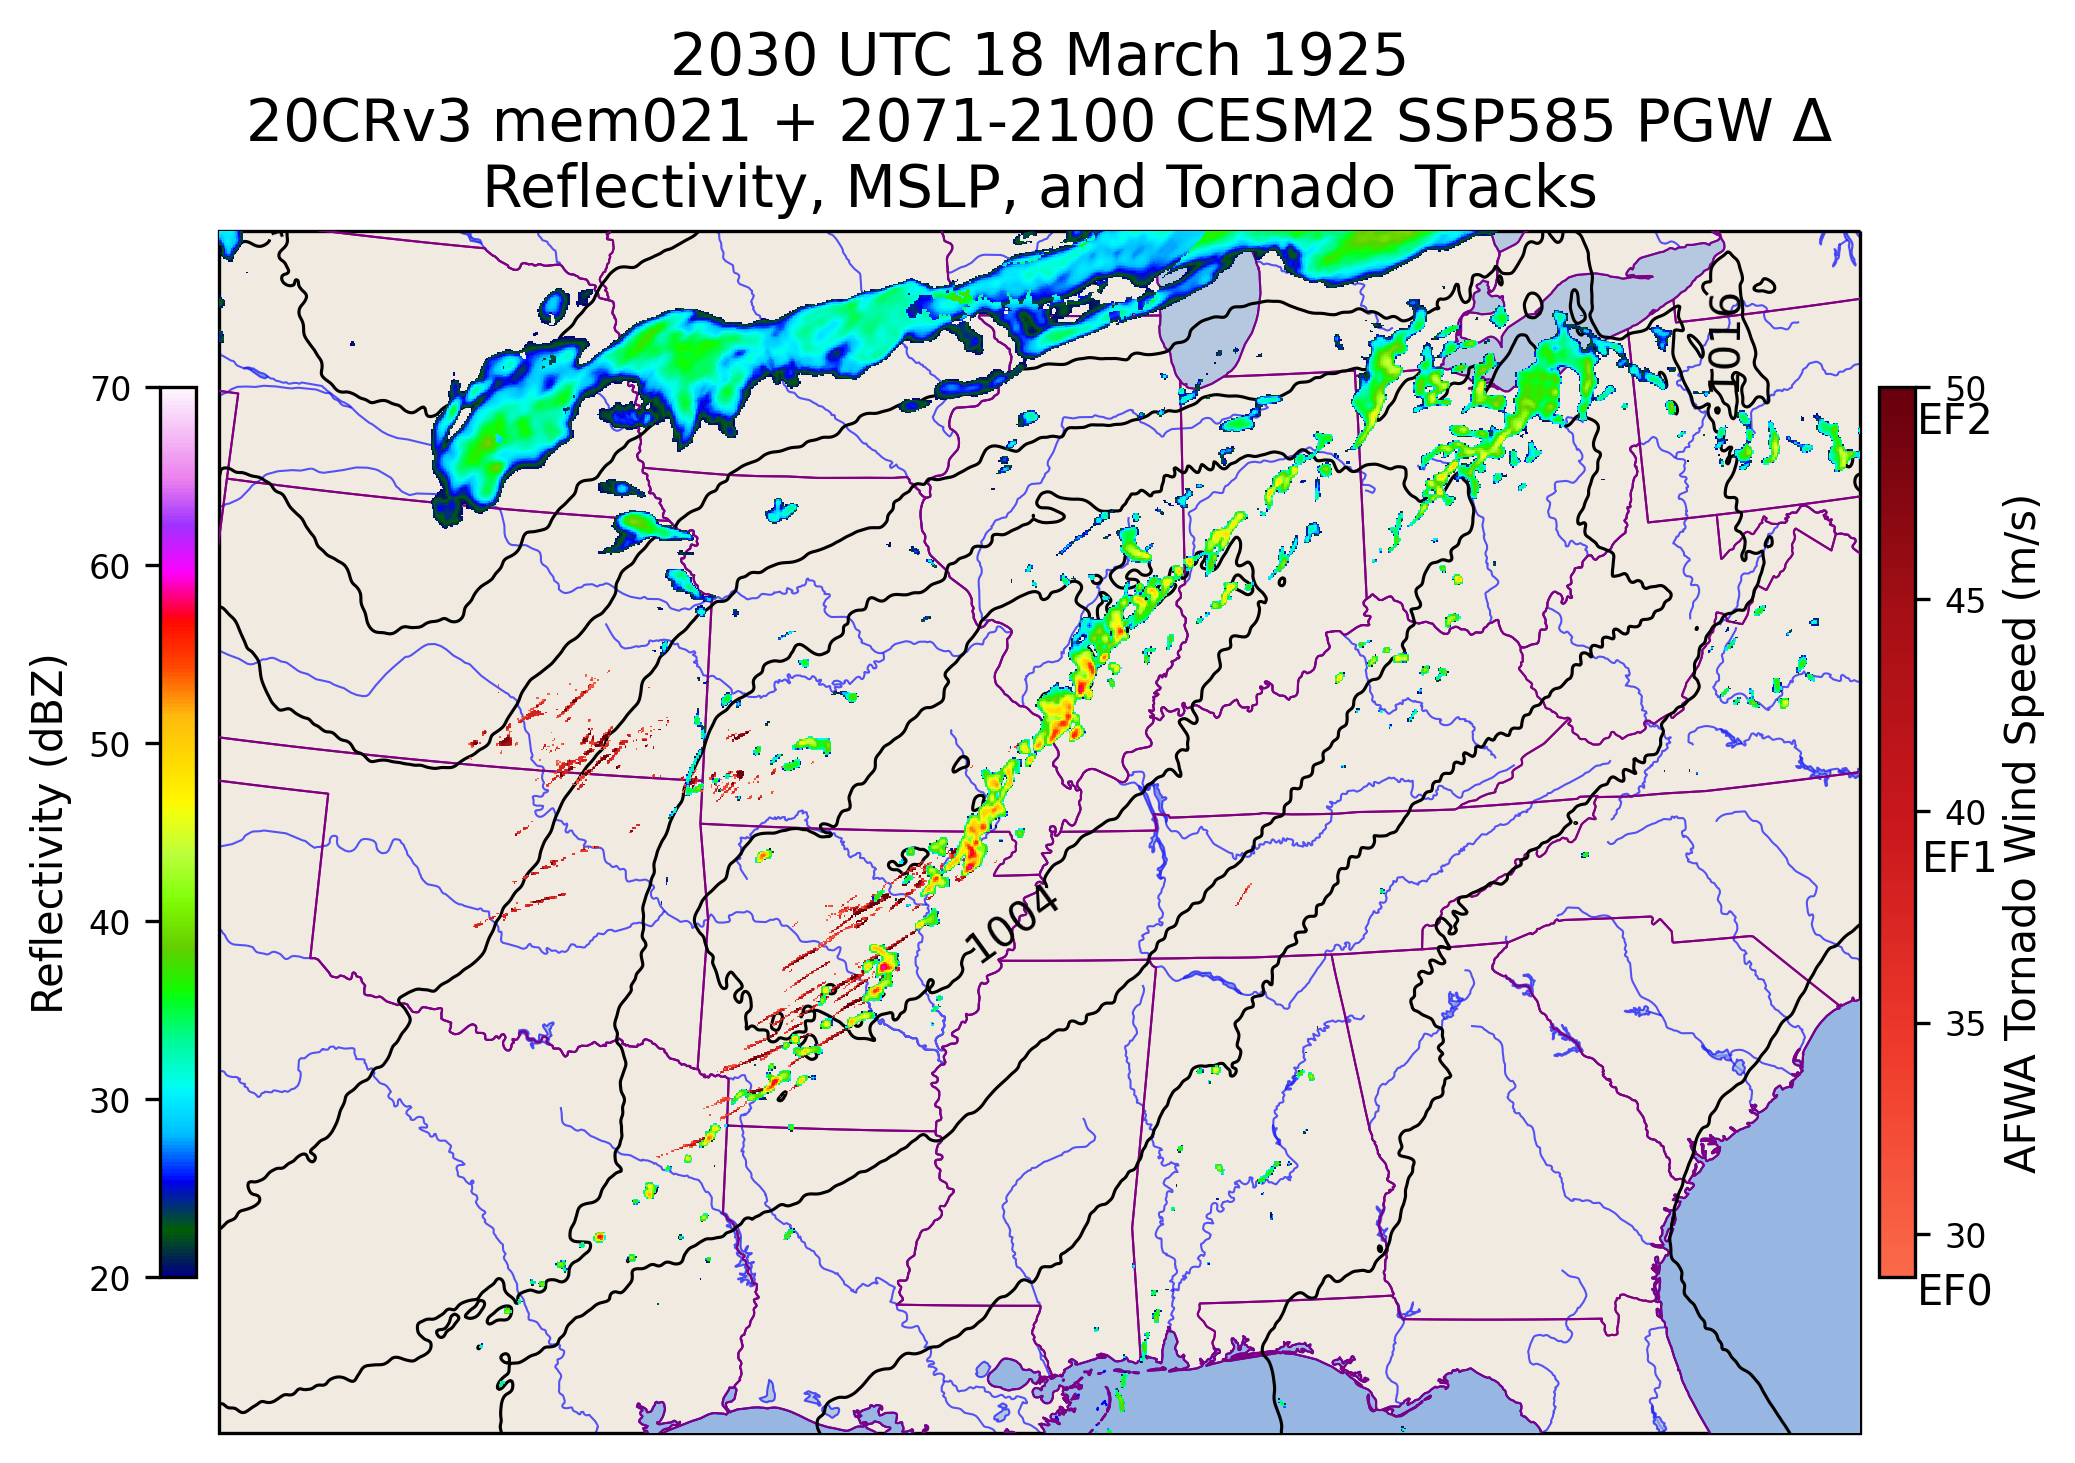 2030 UTC 18 March 1925
20CRv3 mem021 + 2071-2100 CESM2 SSP585 PGW Δ
Reflectivity, MSLP, and Tornado Tracks
70
60
50
40
30
20
Reflectivity (dBZ)
1016
1004
50
EF2
45
40
EF1
35
30
EF0
AFWA Tornado Wind Speed (m/s)